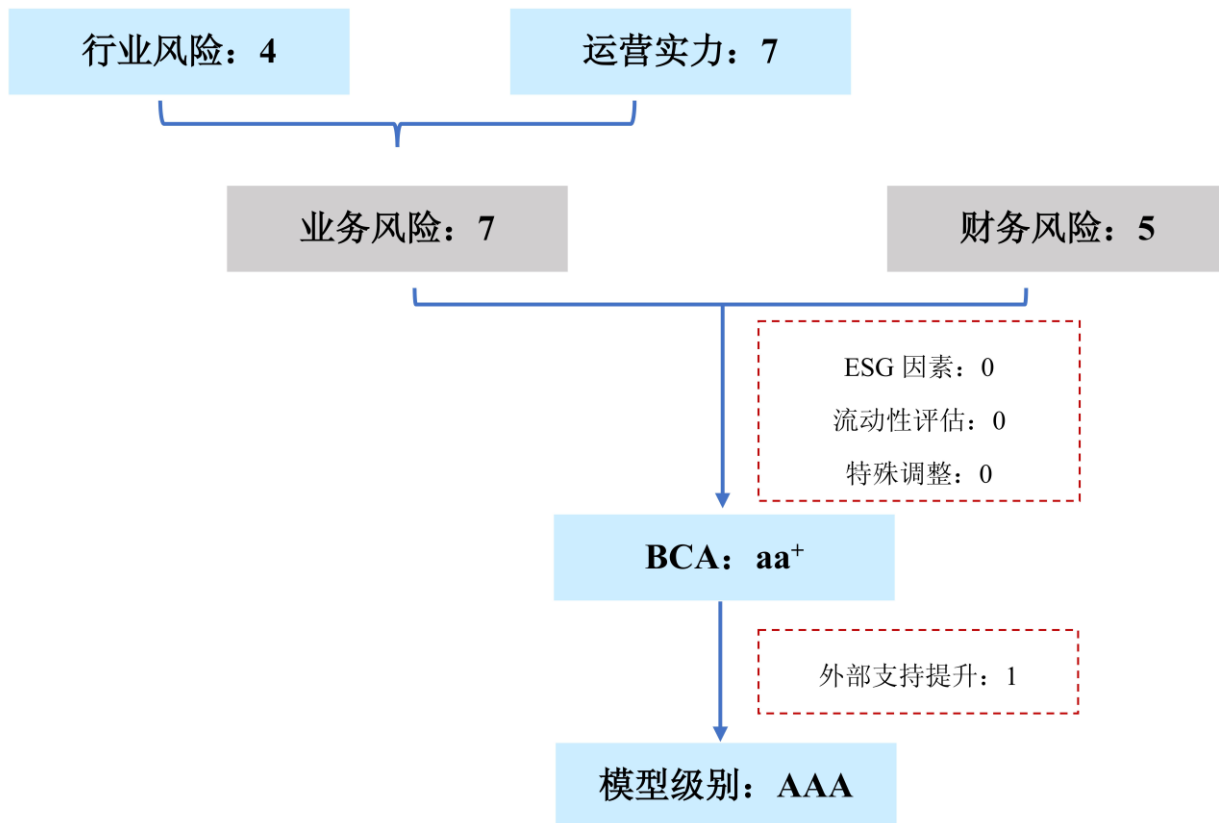 行业风险：4
运营实力：7
业务风险：7
财务风险：5
ESG 因素：0
流动性评估：0
特殊调整：0
BCA：aa⁺
外部支持提升：1
模型级别：AAA